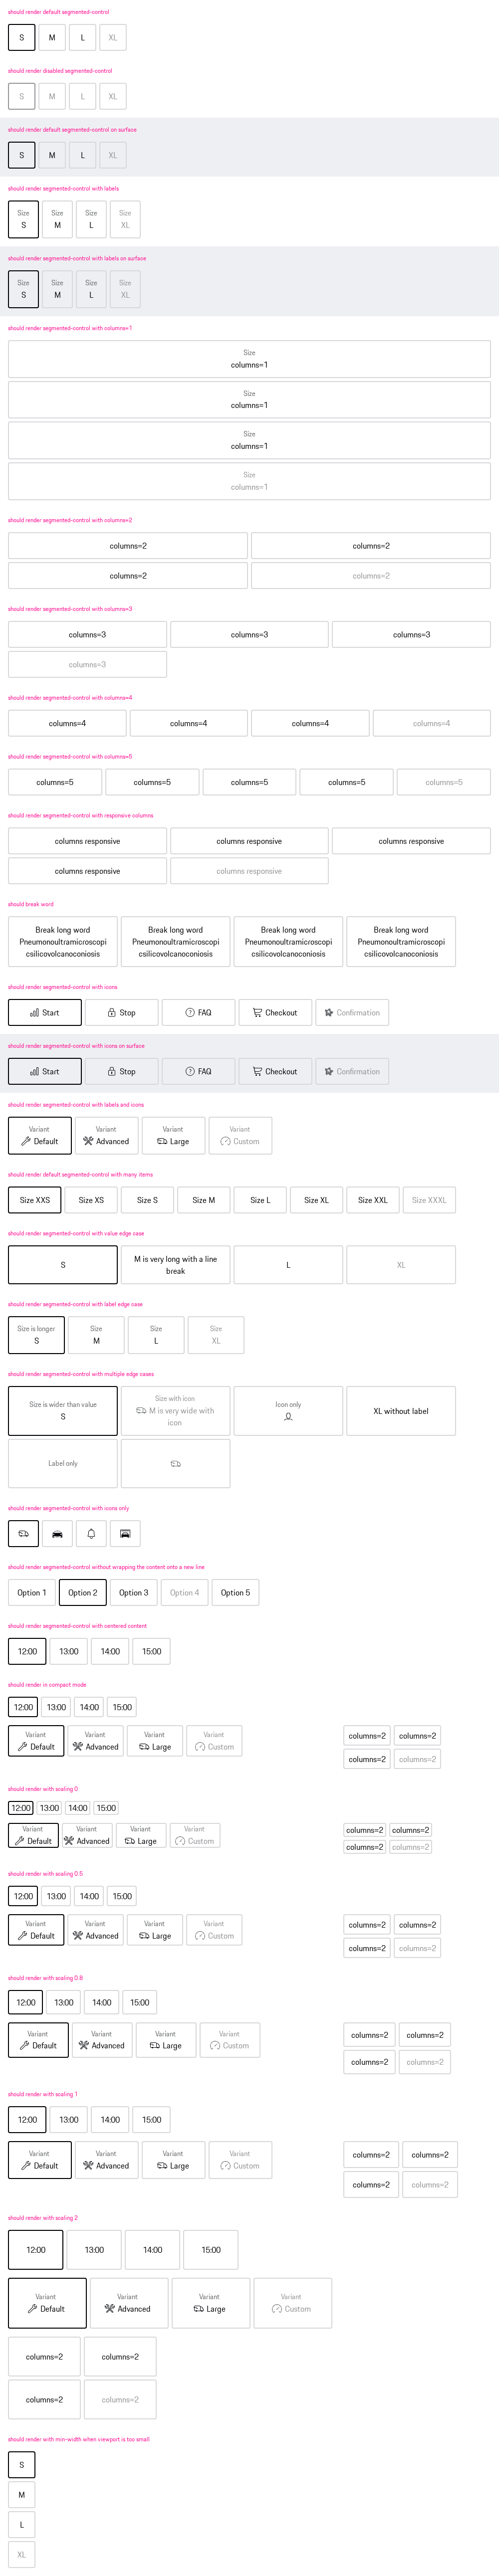 should render default segmented-control
S M L XL
should render disabled segmented-control
S M L XL
should render default segmented-control on surface
S M L XL
should render segmented-control with labels
Size Size Size Size
S M L XL
should render segmented-control with labels on surface
Size Size Size Size
S M L XL
should render segmented-control with columns=1
Size
columns=1
Size
columns=1
Size
columns=1
Size
columns=1
should render segmented-control with columns=2
columns=2 columns=2
columns=2 columns=2
should render segmented-control with columns=3
columns=3 columns=3 columns=3
columns=3
should render segmented-control with columns=4
columns=4 columns=4 columns=4 columns=4
should render segmented-control with columns=5
columns=5 columns=5 columns=5 columns=5 columns=5
should render segmented-control with responsive columns
columns responsive columns responsive columns responsive
columns responsive columns responsive
should break word
Break long word Break long word Break long word Break long word
Pneumonoultramicroscopi Pneumonoultramicroscopi Pneumonoultramicroscopi Pneumonoultramicroscopi
csilicovolcanoconiosis csilicovolcanoconiosis csilicovolcanoconiosis csilicovolcanoconiosis
should render segmented-control with icons
Start Stop FAQ Checkout Confirmation
should render segmented-control with icons on surface
Start Stop FAQ Checkout Confirmation
should render segmented-control with labels and icons
Variant Variant Variant Variant
Default Advanced Large Custom
should render default segmented-control with many items
Size XXS Size XS Size S Size M Size L Size XL Size XXL Size XXXL
should render segmented-control with value edge case
S M is very long with a line L XL
break
should render segmented-control with label edge case
Size is longer Size Size Size
S M L XL
should render segmented-control with multiple edge cases
Size is wider than value Size with icon Icon only XL without label
S M is very wide with
icon
Label only
should render segmented-control with icons only
should render segmented-control without wrapping the content onto a new line
Option 1 Option 2 Option 3 Option 4 Option 5
should render segmented-control with centered content
12:00 13:00 14:00 15:00
should render in compact mode
12:00 13:00 14:00 15:00
Variant Variant Variant Variant
Default Advanced Large Custom
columns=2 columns=2
columns=2 columns=2
should render with scaling 0
12:00 13:00 14:00 15:00
Variant Variant Variant Variant
Default Advanced Large Custom
columns=2 columns=2
columns=2 columns=2
should render with scaling 0.5
12:00 13:00 14:00 15:00
Variant Variant Variant Variant
Default Advanced Large Custom
columns=2 columns=2
columns=2 columns=2
should render with scaling 0.8
12:00 13:00 14:00 15:00
Variant Variant Variant Variant
Default Advanced Large Custom
columns=2 columns=2
columns=2 columns=2
should render with scaling 1
12:00 13:00 14:00 15:00
Variant Variant Variant Variant
Default Advanced Large Custom
columns=2 columns=2
columns=2 columns=2
should render with scaling 2
12:00 13:00 14:00 15:00
Variant Variant Variant Variant
Default Advanced Large Custom
columns=2 columns=2
columns=2 columns=2
should render with min-width when viewport is too small
S
M
L
XL